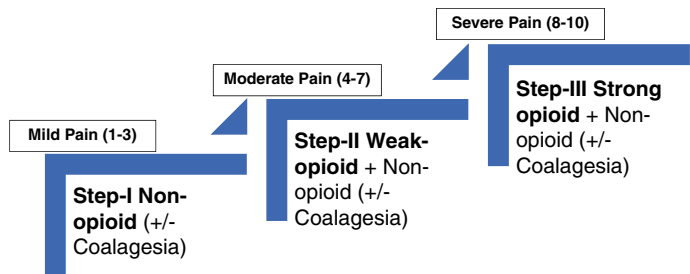 Mild Pain (1-3)
Step-I Non-
opioid (+/-
Coalagesia)
Moderate Pain (4-7)
Step-II Weak-
opioid + Non-
opioid (+/-
Coalagesia)
Severe Pain (8-10)
Step-III Strong
opioid + Non-
opioid (+/-
Coalagesia)